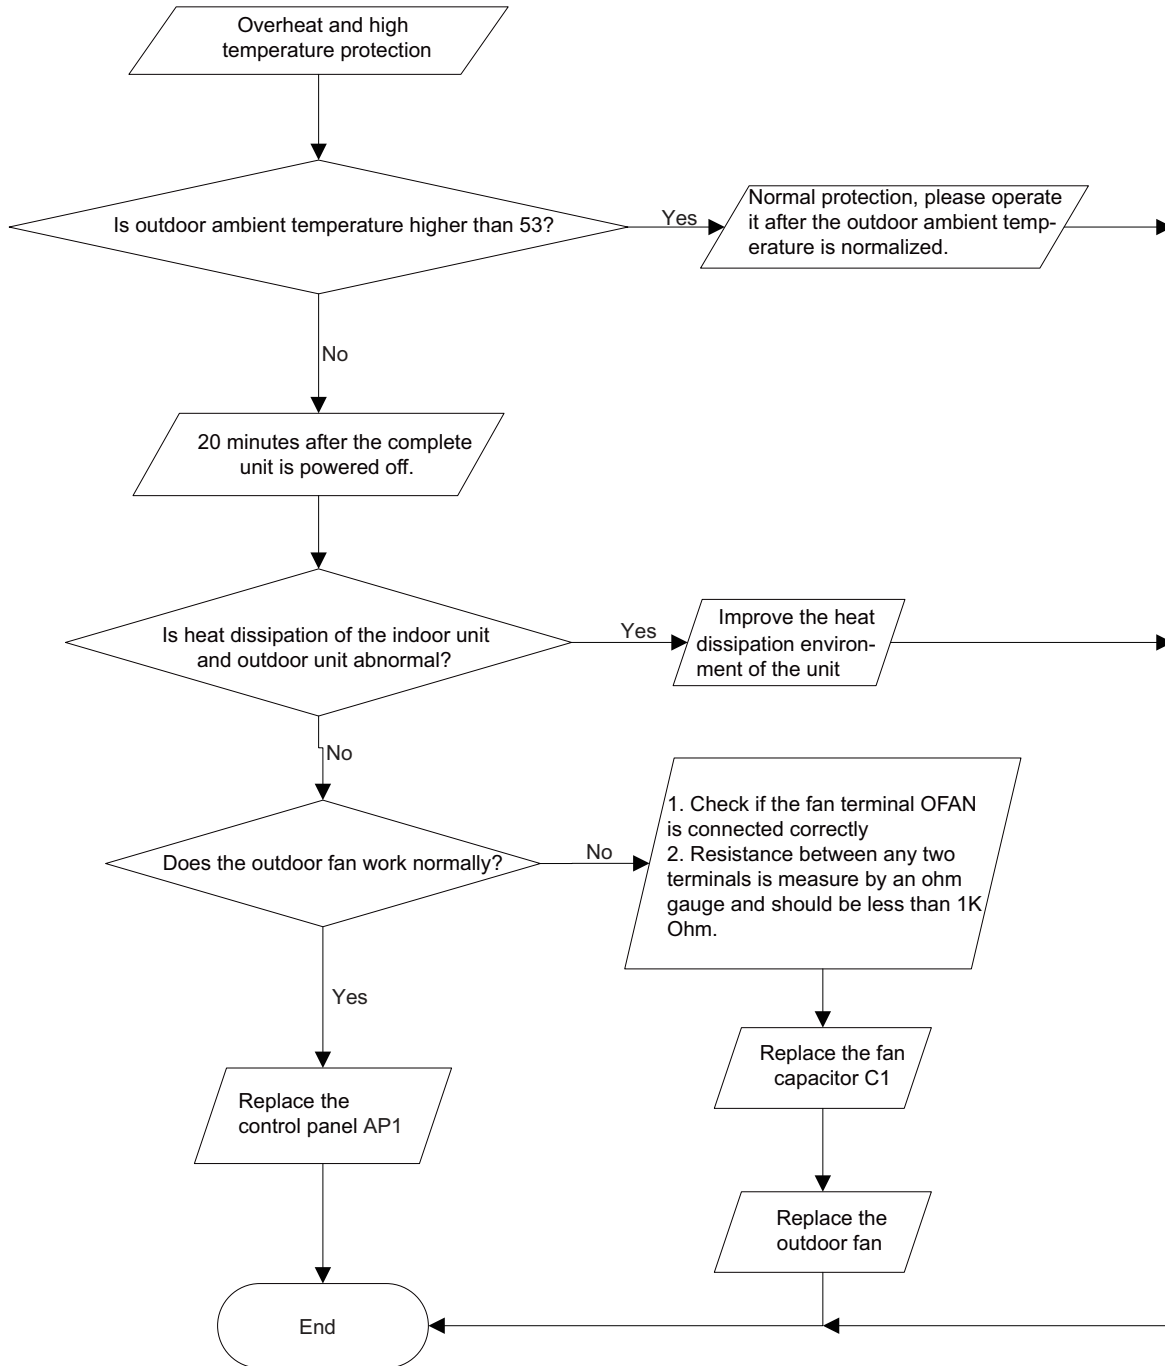 Overheat and high
temperature protection
Is outdoor ambient temperature higher than 53?
Yes
Normal protection, please operate
it after the outdoor ambient temp-
erature is normalized.
No
20 minutes after the complete
unit is powered off.
Is heat dissipation of the indoor unit
and outdoor unit abnormal?
Yes
Improve the heat
dissipation environ-
ment of the unit
No
Does the outdoor fan work normally?
No
1. Check if the fan terminal OFAN
is connected correctly
2. Resistance between any two
terminals is measure by an ohm
gauge and should be less than 1K
Ohm.
Yes
Replace the fan
capacitor C1
Replace the
control panel AP1
Replace the
outdoor fan
End